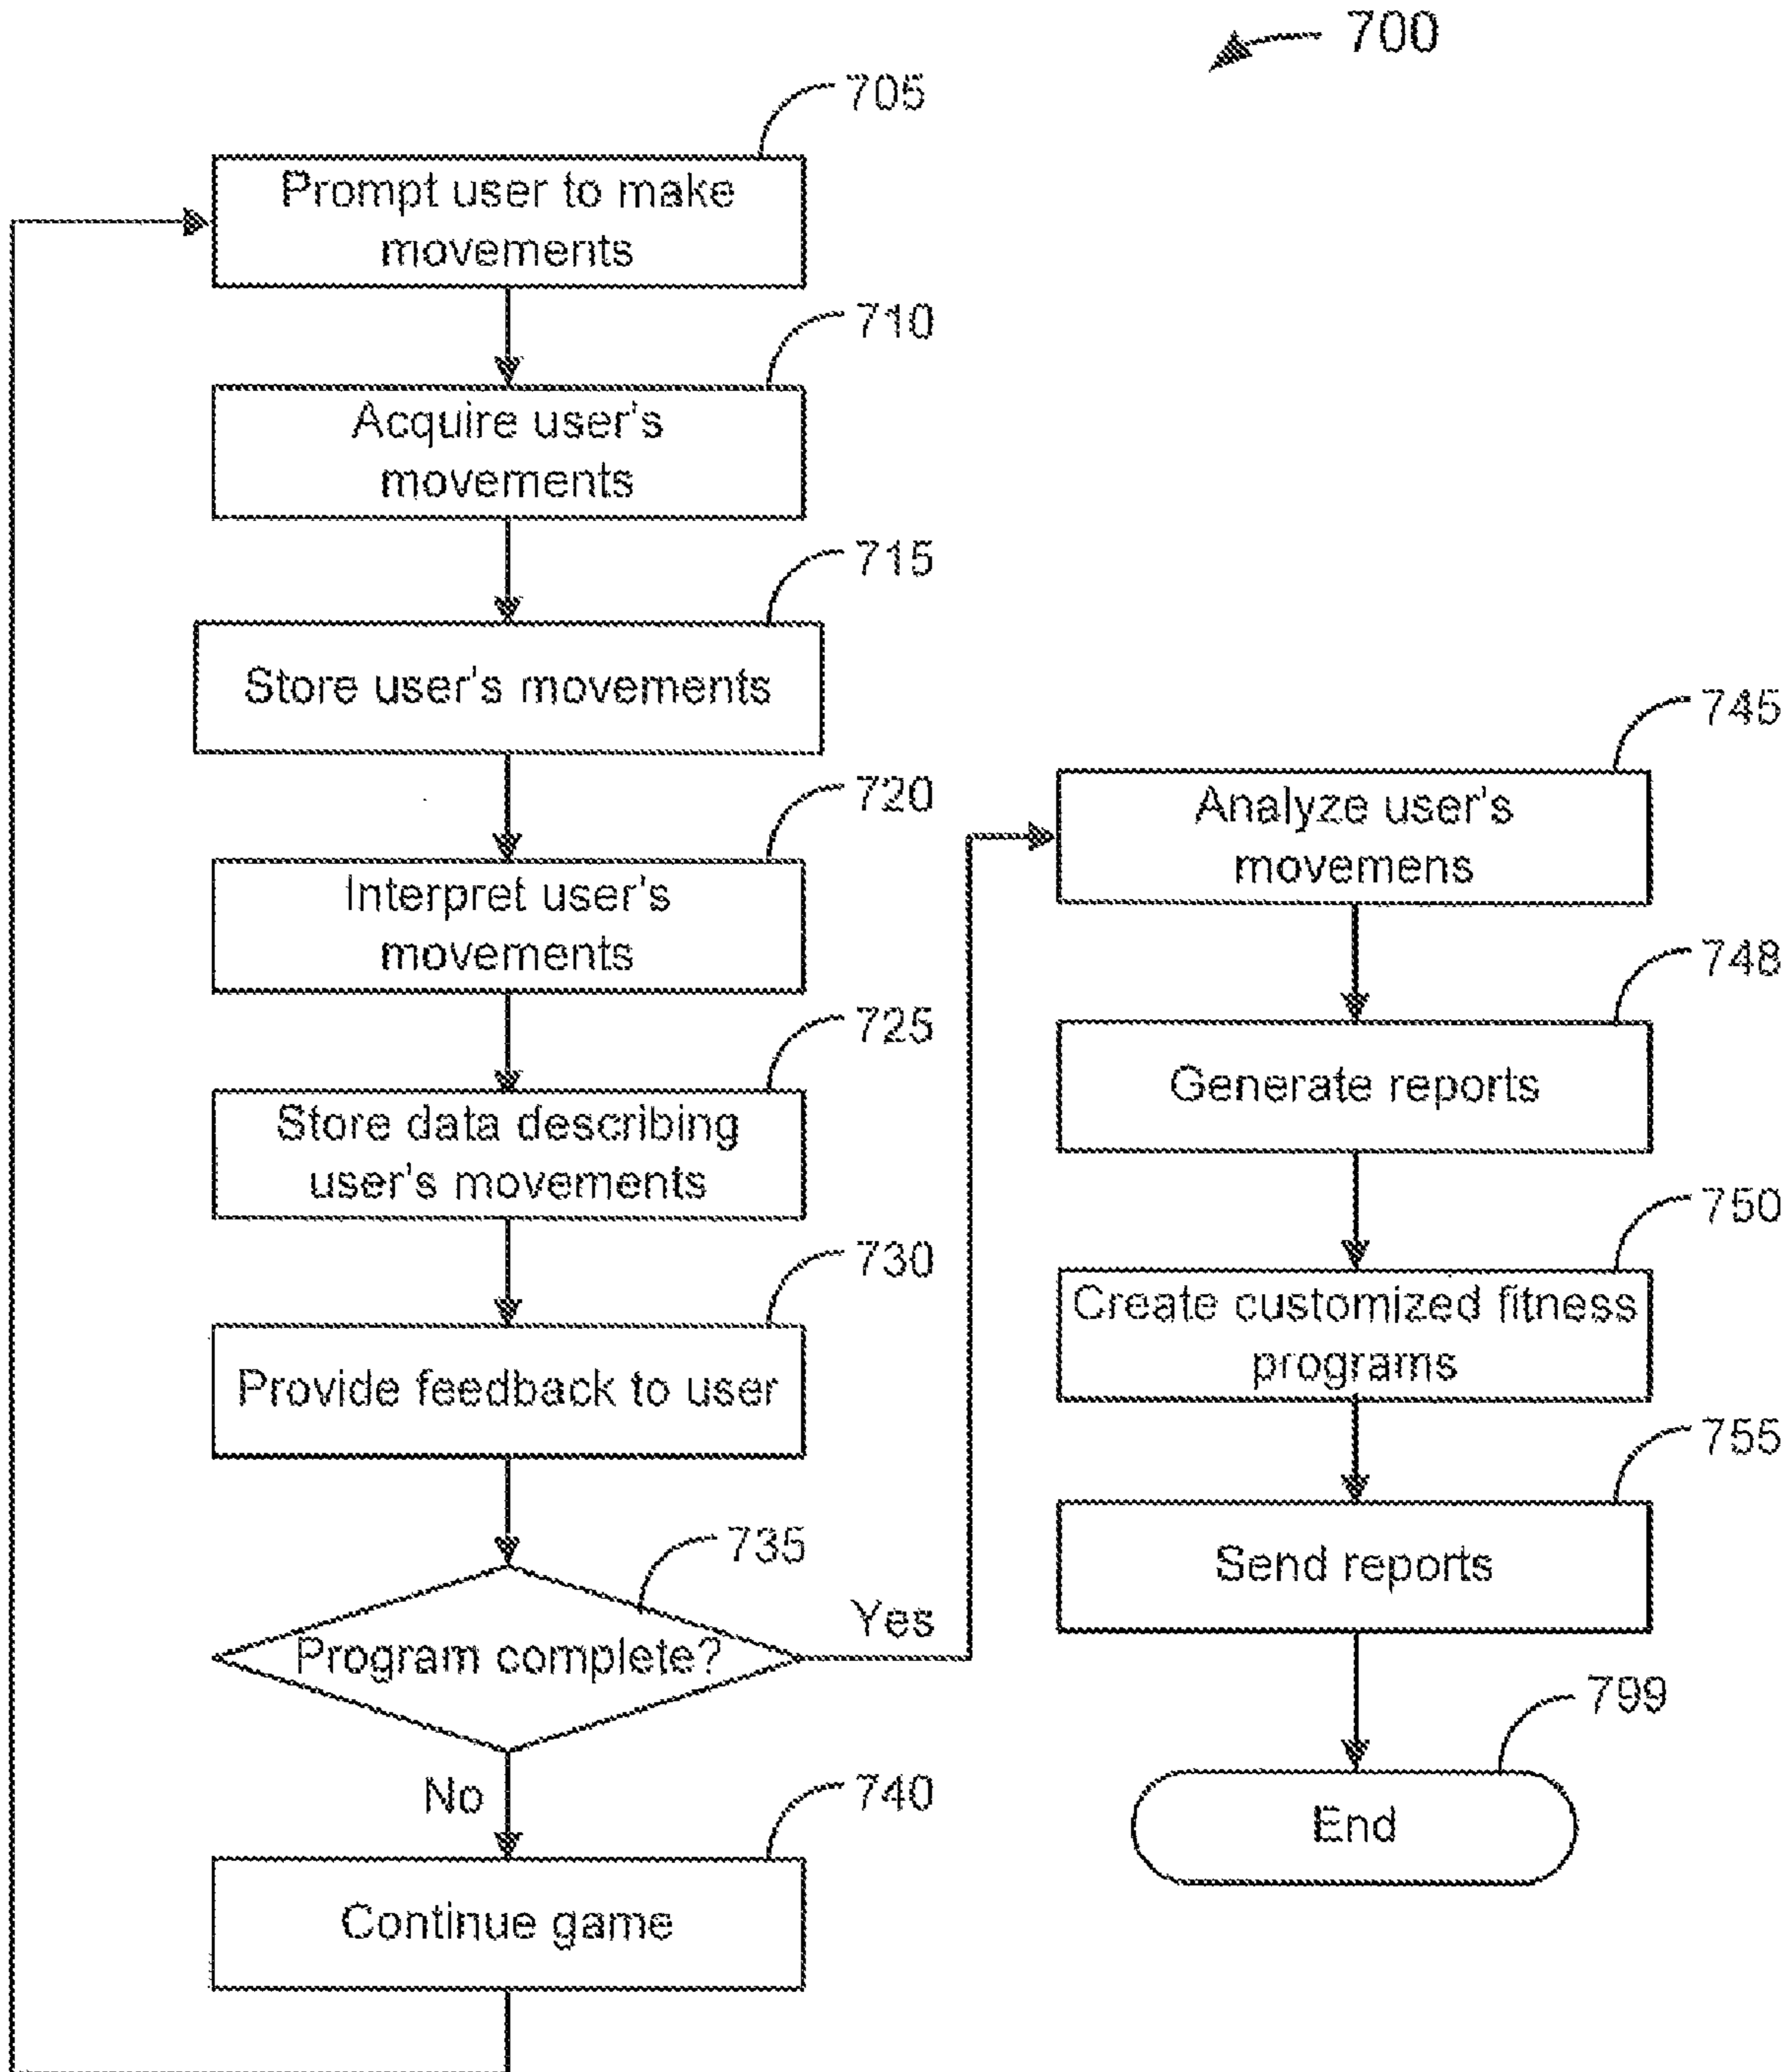 700
705
Prompt user to make
movements
710
Acquire user's
movements
715
Store user's movements
720
Interpret user's
movements
725
Store data describing
user's movements
730
Provide feedback to user
735
Program complete?
Yes
No
740
Continue game
745
Analyze user's
movemens
748
Generate reports
750
Create customized fitness
programs
755
Send reports
799
End